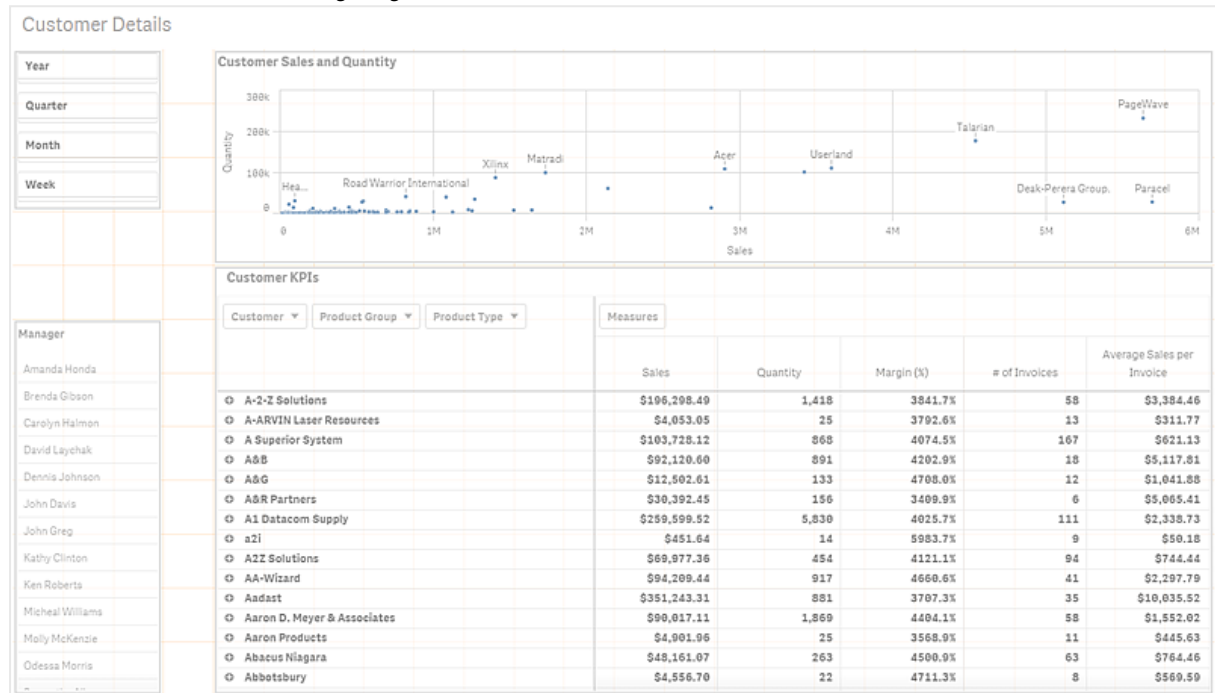 Customer Details
Year
Quarter
Month
Week
Customer Sales and Quantity
300k
200k
100k
0
Quantity
PageWave
Talarian
Acer
Userland
Matradi
Xilinx
Road Warrior International
Hea...
Deak-Perera Group.
Paracel
0 1M 2M 3M 4M 5M 6M
Sales
Manager
Amanda Honda
Brenda Gibson
Carolyn Halmon
David Laychak
Dennis Johnson
John Davis
John Greg
Kathy Clinton
Ken Roberts
Micheal Williams
Molly McKenzie
Odessa Morris
Customer KPIs
Customer Product Group Product Type Measures
Sales Quantity Margin (%) # of Invoices Average Sales per Invoice
A-2-Z Solutions $196,298.49 1,418 3841.7% 58 $3,384.46
A-ARVIN Laser Resources $4,053.05 25 3792.6% 13 $311.77
A Superior System $103,728.12 868 4074.5% 167 $621.13
A&B $92,120.60 891 4202.9% 18 $5,117.81
A&G $12,502.61 133 4708.0% 12 $1,041.88
A&R Partners $30,392.45 156 3409.9% 6 $5,065.41
A1 Datacom Supply $259,599.52 5,830 4025.7% 111 $2,338.73
a2i $451.64 14 5983.7% 9 $50.18
A2Z Solutions $69,977.36 454 4121.1% 94 $744.44
AA-Wizard $94,209.44 917 4660.6% 41 $2,297.79
Aadast $351,243.31 881 3707.3% 35 $10,035.52
Aaron D. Meyer & Associates $90,017.11 1,869 4404.1% 58 $1,552.02
Aaron Products $4,901.96 25 3568.9% 11 $445.63
Abacus Niagara $48,161.07 263 4500.9% 63 $764.46
Abbotsbury $4,556.70 22 4711.3% 8 $569.59